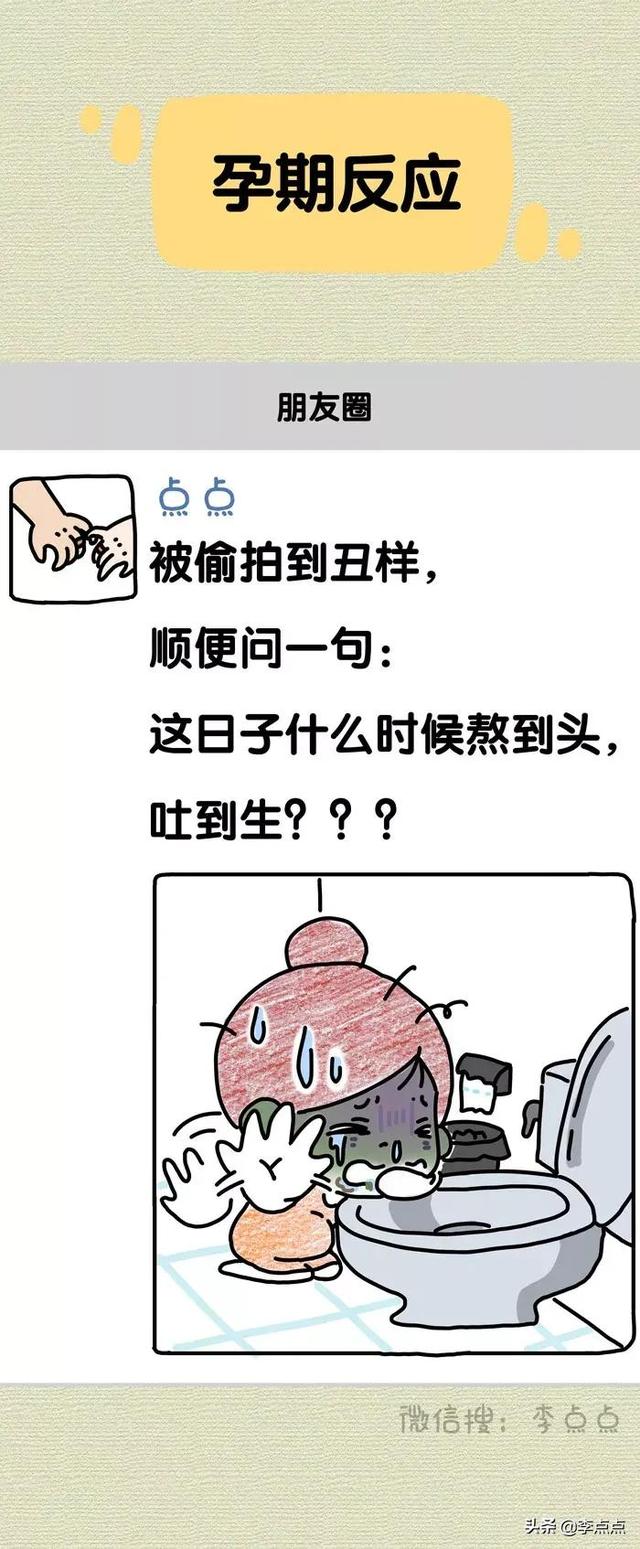 孕期反应
朋友圈
点点
被偷拍到丑样，
顺便问一句：
这日子什么时候熬到头，
吐到生？？？
微信搜：李点点
头条 @李点点